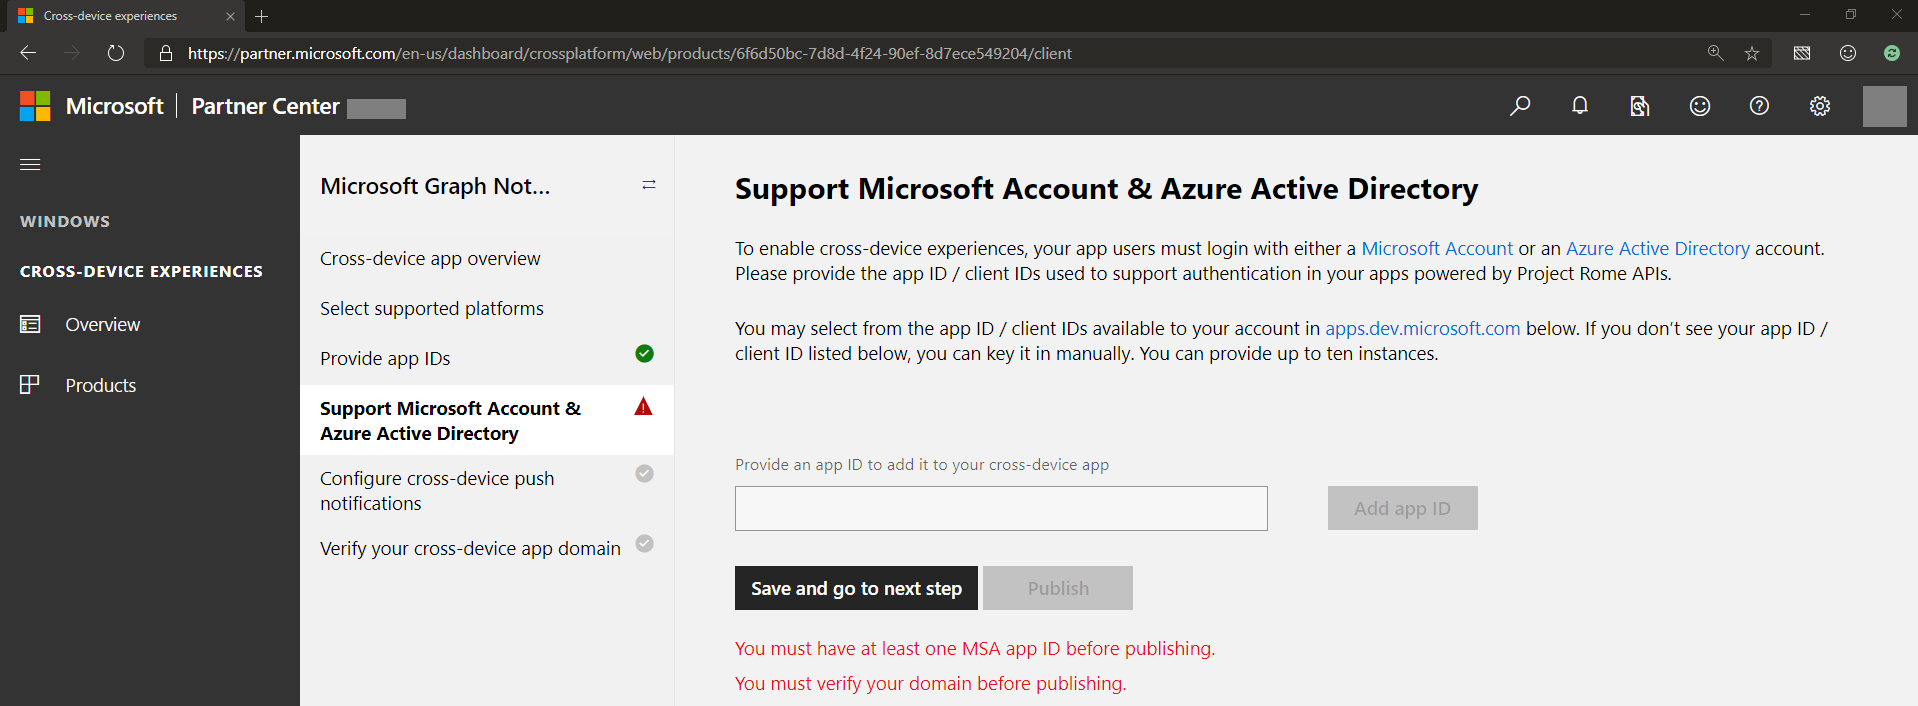 Cross-device experiences
https://partner.microsoft.com/en-us/dashboard/crossplatform/web/products/6f6d50bc-7d8d-4f24-90ef-8d7ece549204/client
Microsoft | Partner Center
WINDOWS
CROSS-DEVICE EXPERIENCES
Overview
Products
Microsoft Graph Not...
Cross-device app overview
Select supported platforms
Provide app IDs
Support Microsoft Account &
Azure Active Directory
Configure cross-device push
notifications
Verify your cross-device app domain
Support Microsoft Account & Azure Active Directory
To enable cross-device experiences, your app users must login with either a Microsoft Account or an Azure Active Directory account.
Please provide the app ID / client IDs used to support authentication in your apps powered by Project Rome APIs.
You may select from the app ID / client IDs available to your account in apps.dev.microsoft.com below. If you don’t see your app ID /
client ID listed below, you can key it in manually. You can provide up to ten instances.
Provide an app ID to add it to your cross-device app
Add app ID
Save and go to next step
Publish
You must have at least one MSA app ID before publishing.
You must verify your domain before publishing.